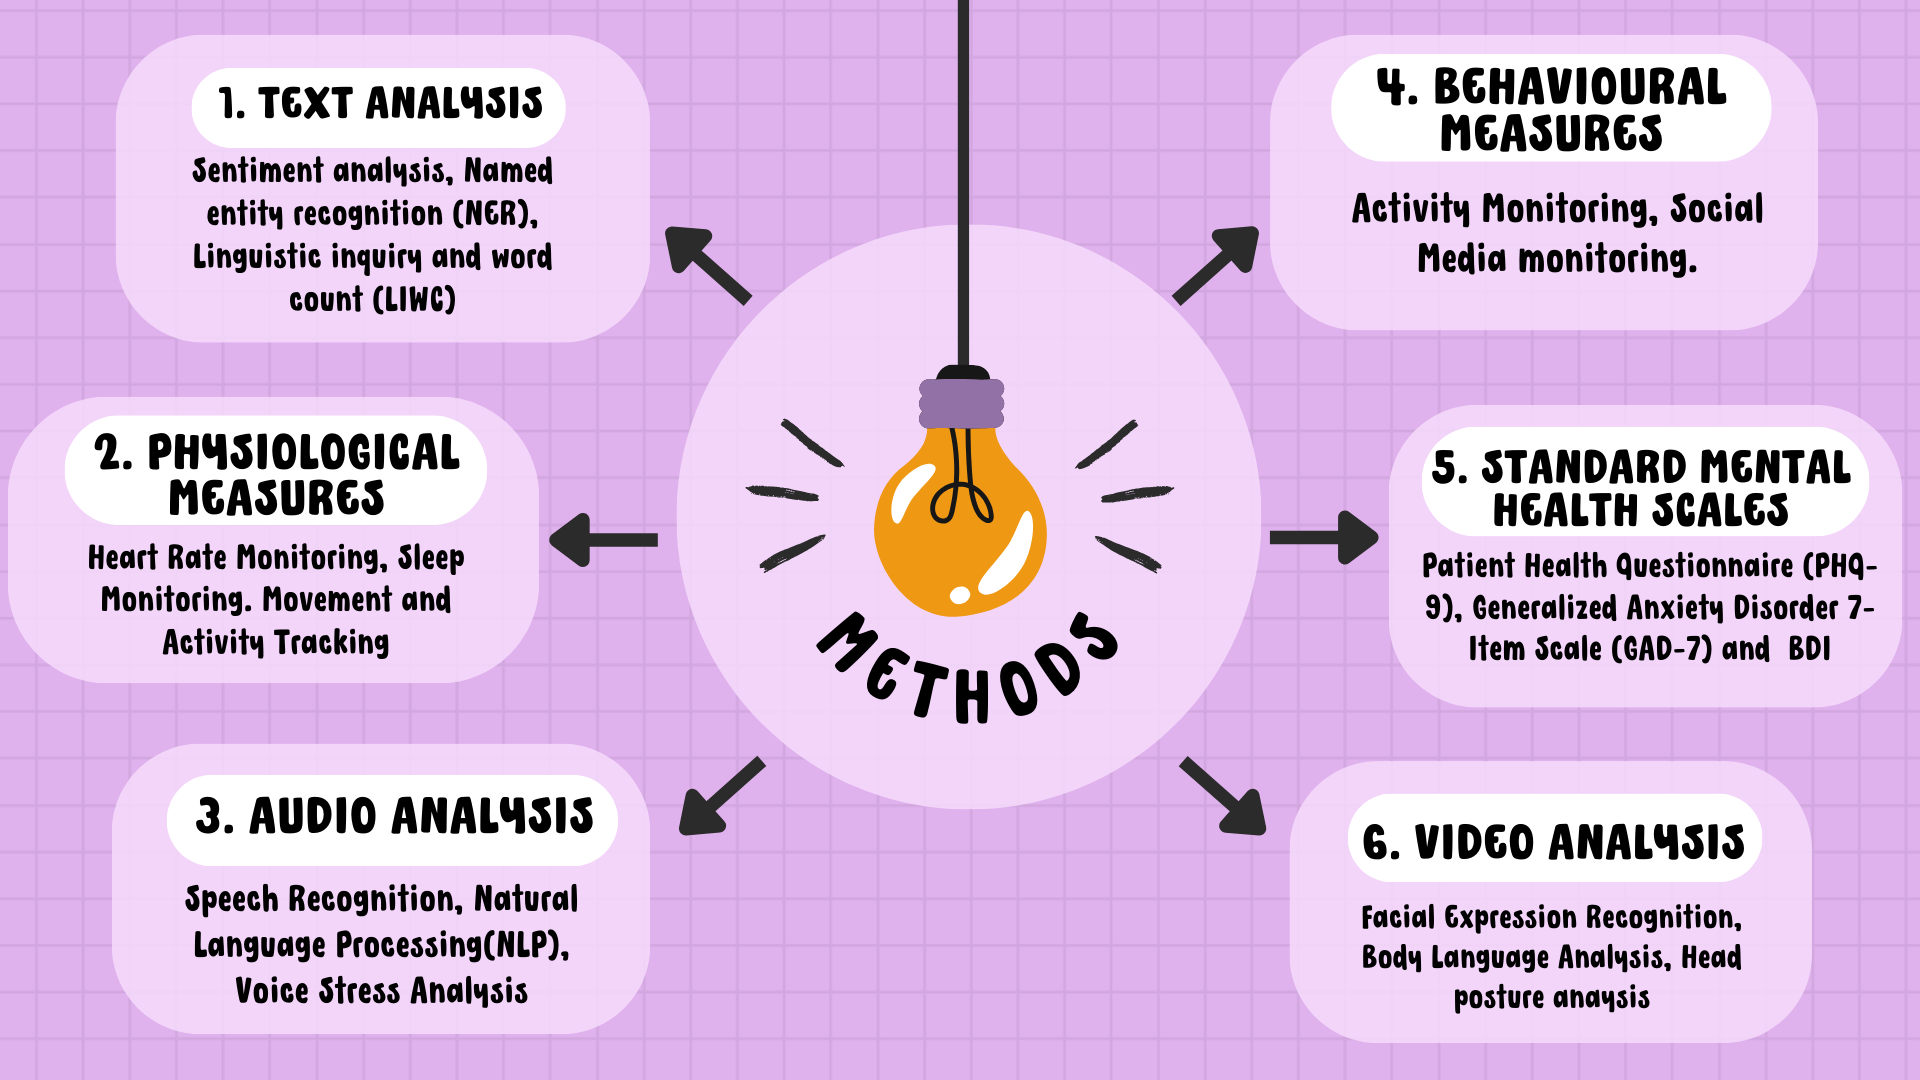 1. TEXT ANALYSIS
Sentiment analysis, Named
entity recognition (NER),
Linguistic inquiry and word
count (LIWC)
2. PHYSIOLOGICAL
MEASURES
Heart Rate Monitoring, Sleep
Monitoring. Movement and
Activity Tracking
3. AUDIO ANALYSIS
Speech Recognition, Natural
Language Processing(NLP),
Voice Stress Analysis
METHODS
4. BEHAVIOURAL
MEASURES
Activity Monitoring, Social
Media monitoring.
5. STANDARD MENTAL
HEALTH SCALES
Patient Health Questionnaire (PHQ-
9), Generalized Anxiety Disorder 7-
Item Scale (GAD-7) and BDI
6. VIDEO ANALYSIS
Facial Expression Recognition,
Body Language Analysis, Head
posture anaysis